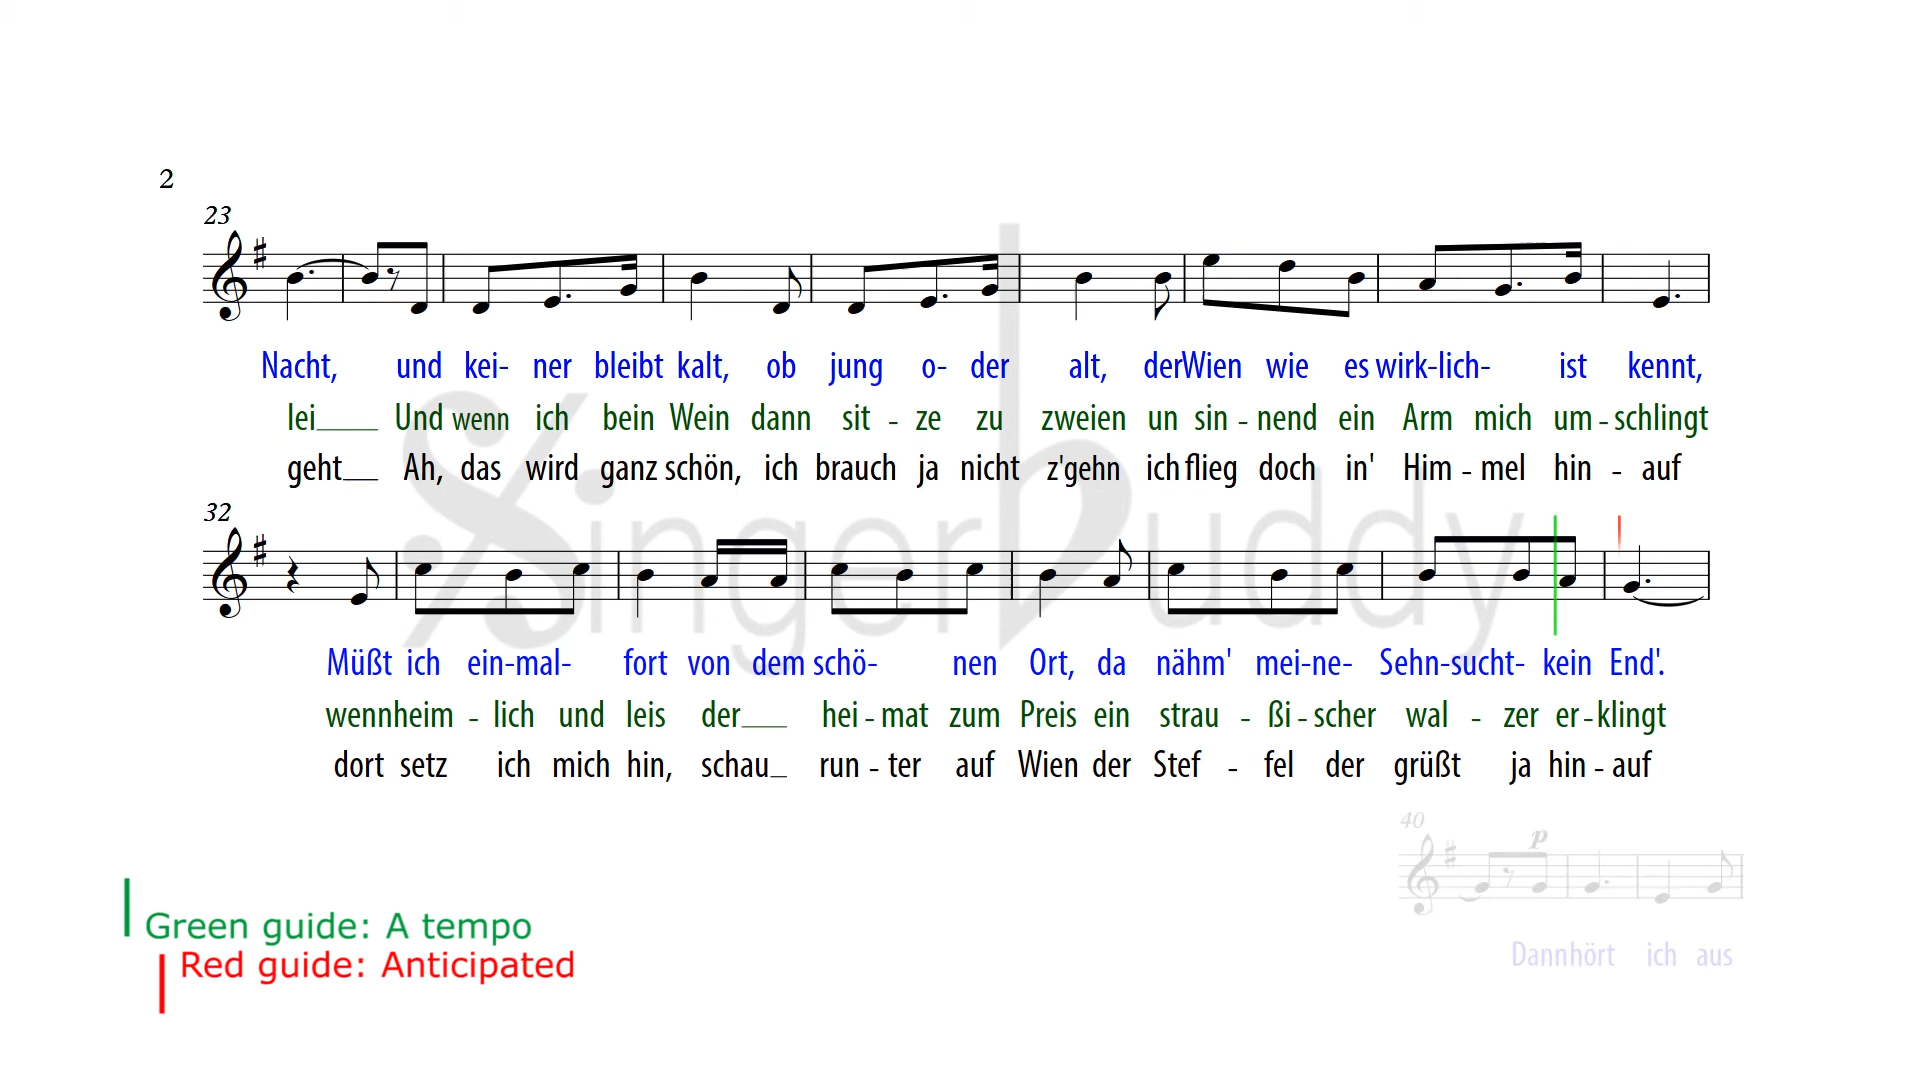 2
23
Nacht, und kei- ner bleibt kalt, ob jung o- der alt, derWien wie es wirk-lich- ist kennt,
lei___ Und wenn ich bein Wein dann sit - ze zu zweien un sin - nend ein Arm mich um - schlingt
geht__ Ah, das wird ganz schön, ich brauch ja nicht z'gehn ich flieg doch in' Him - mel hin - auf
32
Müßt ich ein-mal- fort von dem schö- nen Ort, da nähm' mei-ne- Sehn-sucht- kein End'.
wennheim - lich und leis der___ hei - mat zum Preis ein strau - ßi - scher wal - zer er - klingt
dort setz ich mich hin, schau_ run - ter auf Wien der Stef - fel der grüßt ja hin - auf
Singerbuddy
40
p
Dannhört ich aus
Green guide: A tempo
Red guide: Anticipated